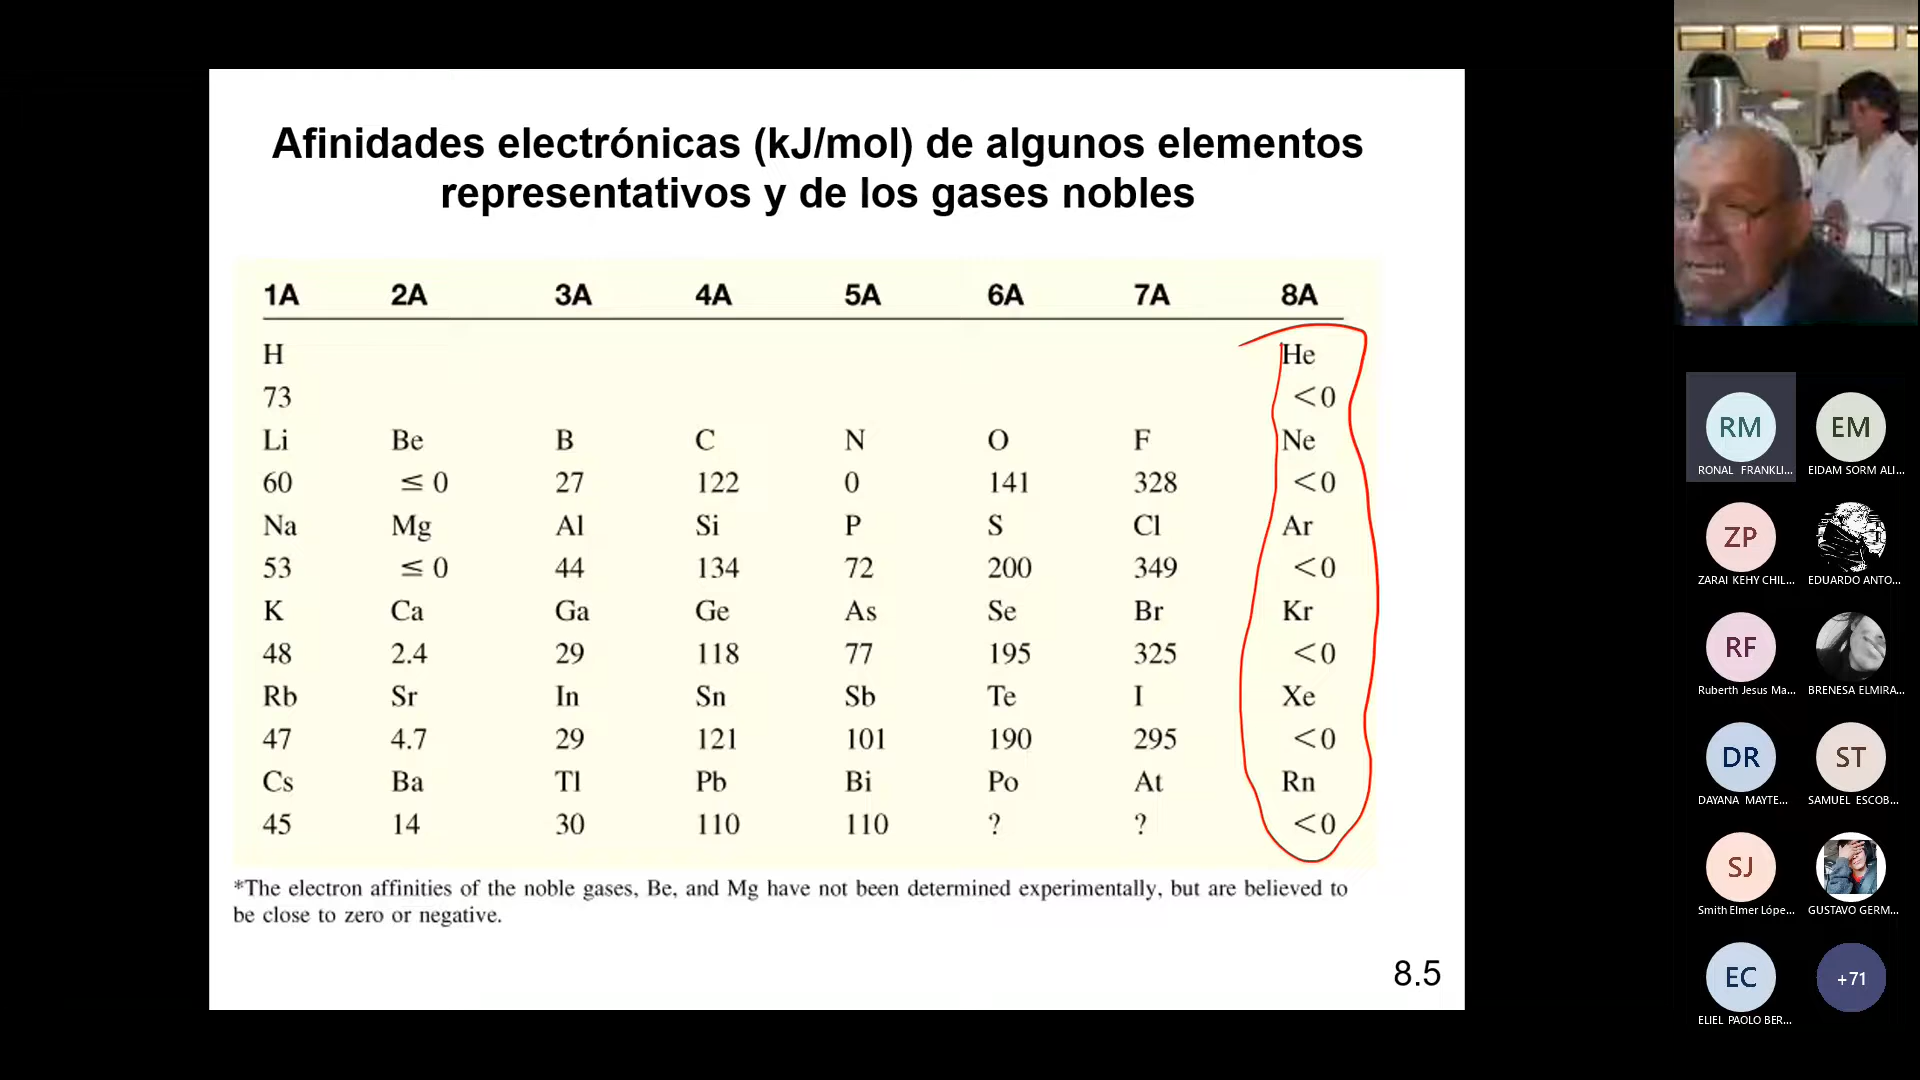 Afinidades electrónicas (kJ/mol) de algunos elementos
representativos y de los gases nobles
1A 2A 3A 4A 5A 6A 7A 8A
H He
73 <0
Li Be B C N O F Ne
60 ≤ 0 27 122 0 141 328 <0
Na Mg Al Si P S Cl Ar
53 ≤ 0 44 134 72 200 349 <0
K Ca Ga Ge As Se Br Kr
48 2.4 29 118 77 195 325 <0
Rb Sr In Sn Sb Te I Xe
47 4.7 29 121 101 190 295 <0
Cs Ba Tl Pb Bi Po At Rn
45 14 30 110 110 ? ? <0
*The electron affinities of the noble gases, Be, and Mg have not been determined experimentally, but are believed to
be close to zero or negative.
8.5
RM EM
RONAL FRANKLI... EIDAM SORM ALI...
ZP
ZARAI KEHY CHIL... EDUARDO ANTO...
RF
Ruberth Jesus Ma... BRENESA ELMIRA...
DR ST
DAYANA MAYTE... SAMUEL ESCOB...
SJ
Smith Elmer Lópe... GUSTAVO GERM...
EC +71
ELIEL PAOLO BER...